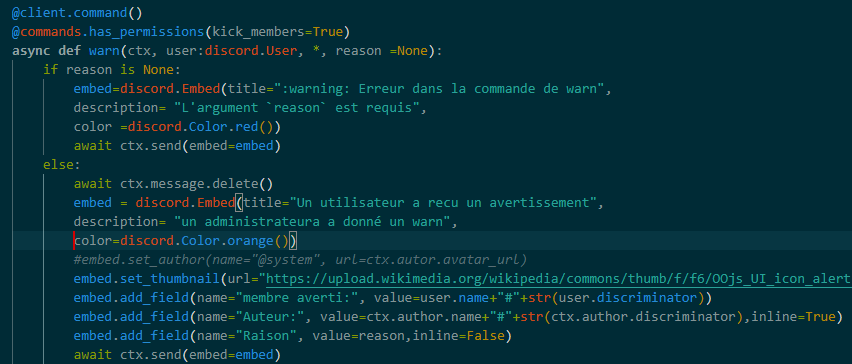 @client.command()
@commands.has_permissions(kick_members=True)
async def warn(ctx, user:discord.User, *, reason =None):
    if reason is None:
        embed=discord.Embed(title=":warning: Erreur dans la commande de warn",
        description= "L'argument `reason` est requis",
        color =discord.Color.red())
        await ctx.send(embed=embed)
    else:
        await ctx.message.delete()
        embed = discord.Embed(title="Un utilisateur a recu un avertissement",
        description= "un administrateura a donné un warn",
        color=discord.Color.orange())
        #embed.set_author(name="@system", url=ctx.autor.avatar_url)
        embed.set_thumbnail(url="https://upload.wikimedia.org/wikipedia/commons/thumb/f/f6/OOjs_UI_icon_alert
        embed.add_field(name="membre averti:", value=user.name+"#"+str(user.discriminator))
        embed.add_field(name="Auteur:", value=ctx.author.name+"#"+str(ctx.author.discriminator),inline=True)
        embed.add_field(name="Raison", value=reason,inline=False)
        await ctx.send(embed=embed)